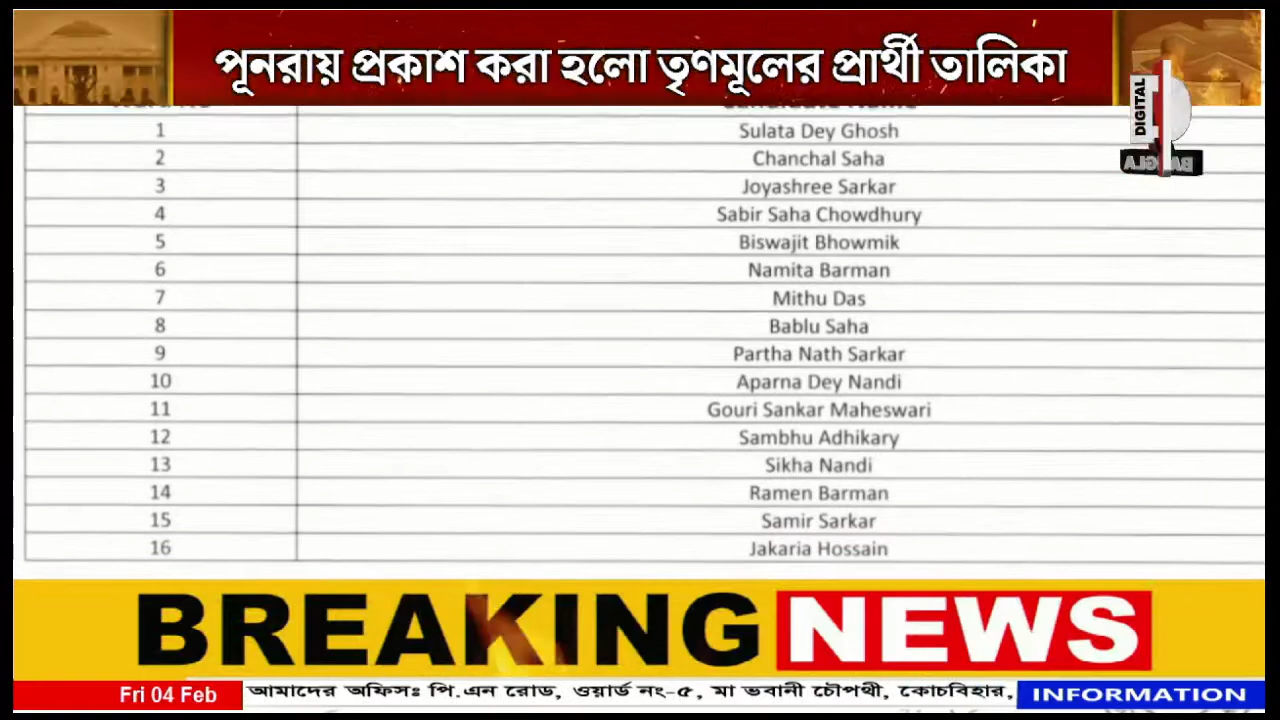 পূনরায় প্রকাশ করা হলো তৃণমূলের প্রার্থী তালিকা
DIGITAL
BANGLA
1 Sulata Dey Ghosh
2 Chanchal Saha
3 Joyashree Sarkar
4 Sabir Saha Chowdhury
5 Biswajit Bhowmik
6 Namita Barman
7 Mithu Das
8 Bablu Saha
9 Partha Nath Sarkar
10 Aparna Dey Nandi
11 Gouri Sankar Maheswari
12 Sambhu Adhikary
13 Sikha Nandi
14 Ramen Barman
15 Samir Sarkar
16 Jakaria Hossain
BREAKING NEWS
Fri 04 Feb আমাদের অফিসঃ পি.এন রোড, ওয়ার্ড নং-৫, মা ভবানী চৌপথী, কোচবিহার, INFORMATION